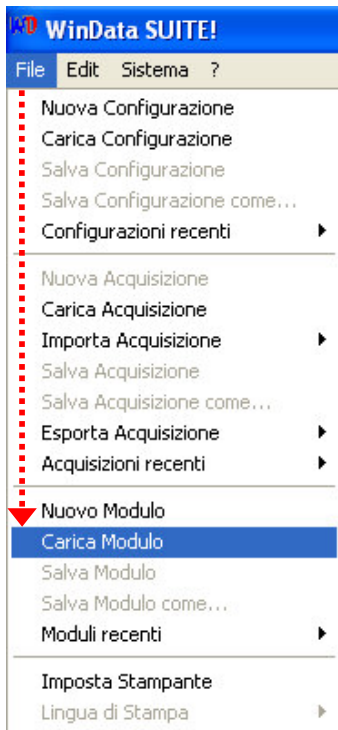 WinData SUITE!
File Edit Sistema ?
Nuova Configurazione
Carica Configurazione
Salva Configurazione
Salva Configurazione come...
Configurazioni recenti
Nuova Acquisizione
Carica Acquisizione
Importa Acquisizione
Salva Acquisizione
Salva Acquisizione come...
Esporta Acquisizione
Acquisizioni recenti
Nuovo Modulo
Carica Modulo
Salva Modulo
Salva Modulo come...
Moduli recenti
Imposta Stampante
Lingua di Stampa